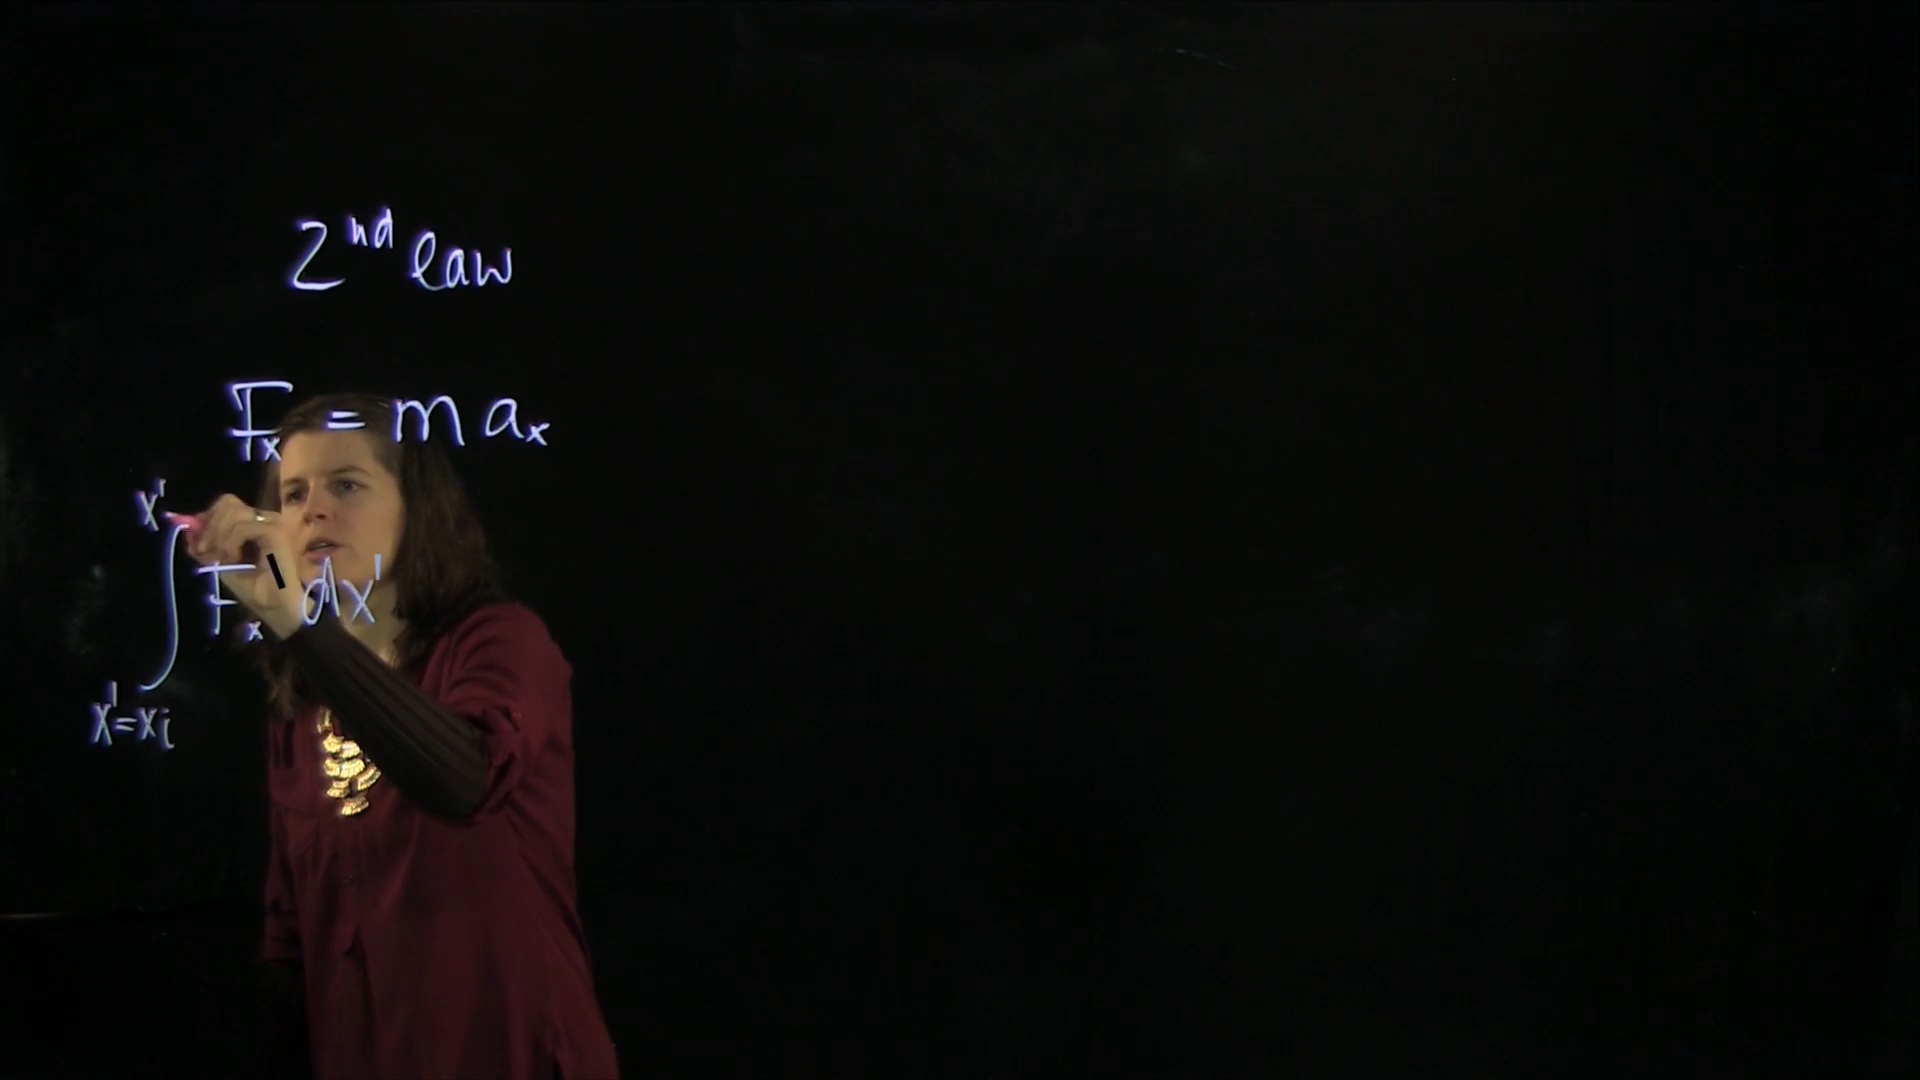 2nd law
Fx = m ax
x'
∫ Fx' dx'
x'=xi